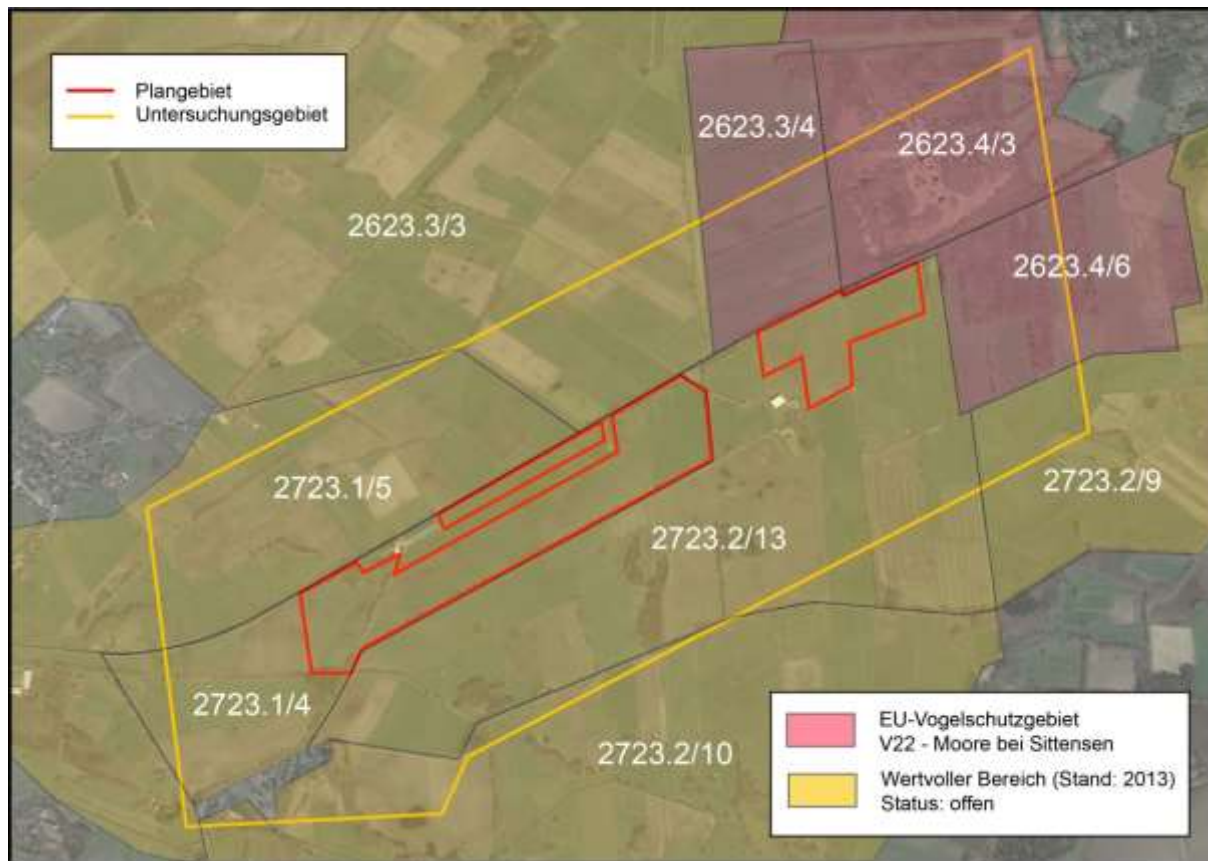 Plangebiet
Untersuchungsgebiet
2623.3/4
2623.4/3
2623.3/3
2623.4/6
2723.1/5
2723.2/9
2723.2/13
2723.1/4
2723.2/10
EU-Vogelschutzgebiet
V22 - Moore bei Sittensen
Wertvoller Bereich (Stand: 2013)
Status: offen